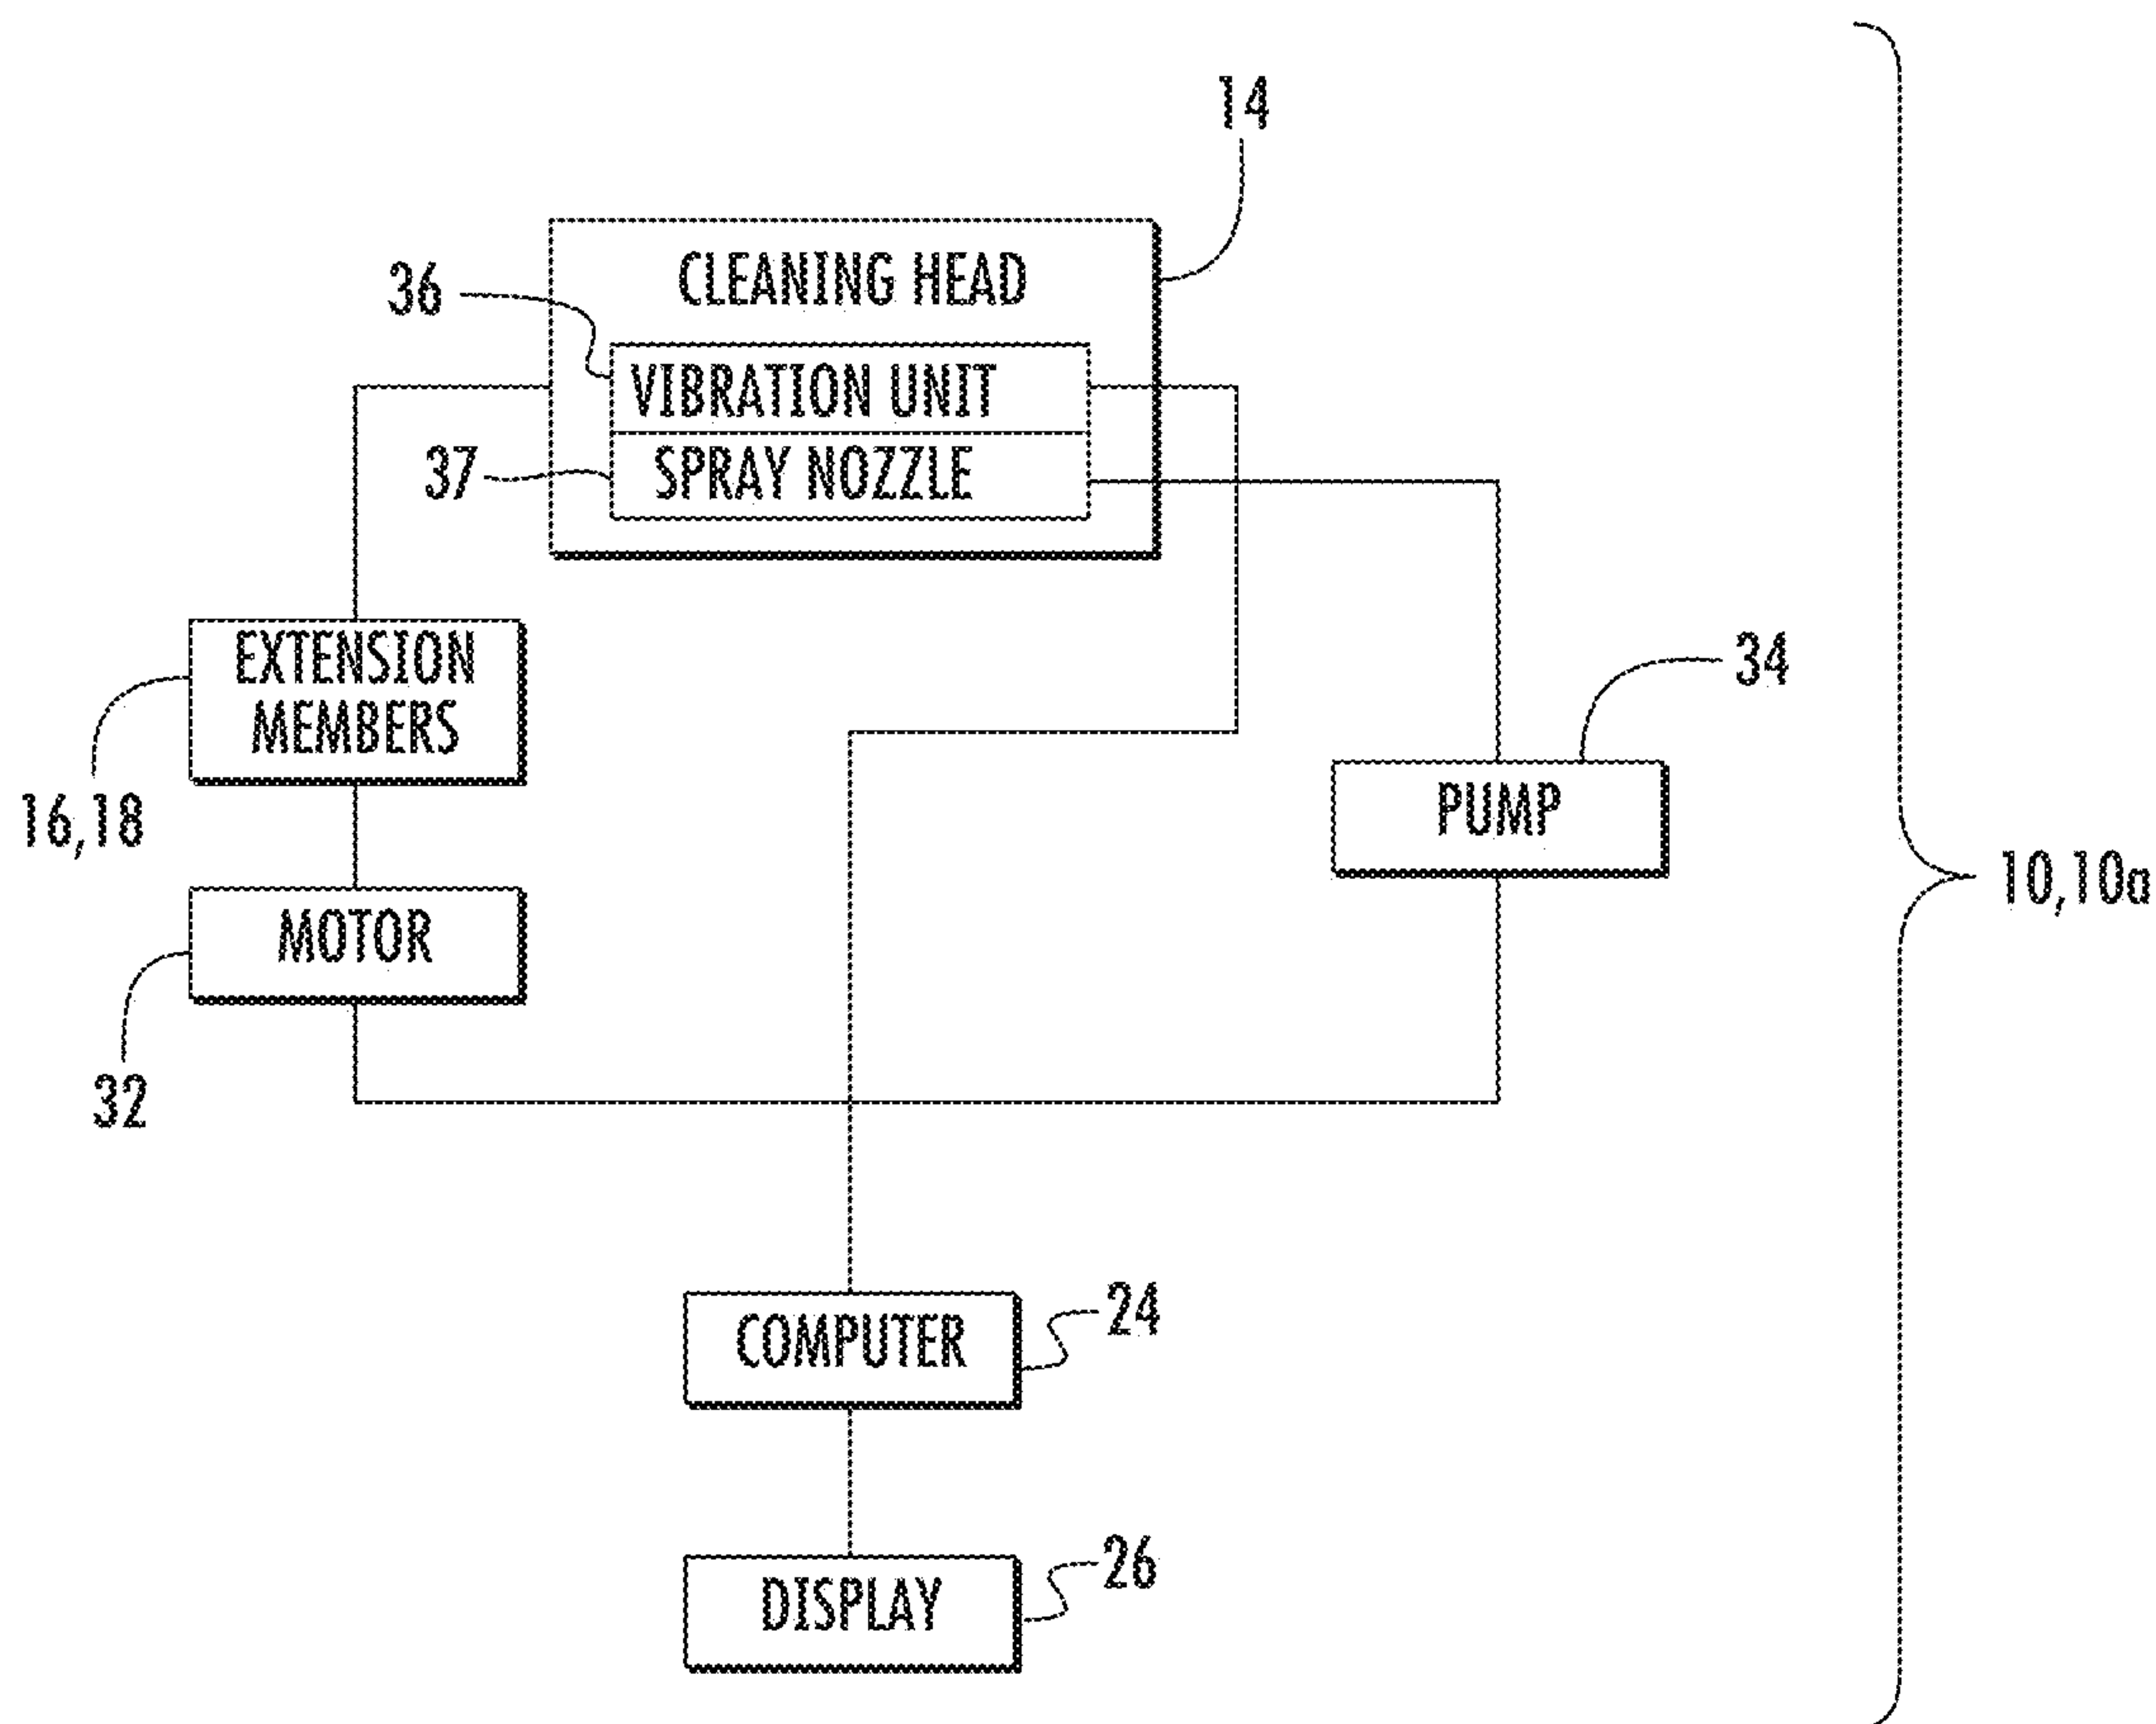 14
CLEANING HEAD
36
VIBRATION UNIT
37
SPRAY NOZZLE
EXTENSION
MEMBERS
34
16,18
PUMP
10,10a
MOTOR
32
COMPUTER
24
DISPLAY
26